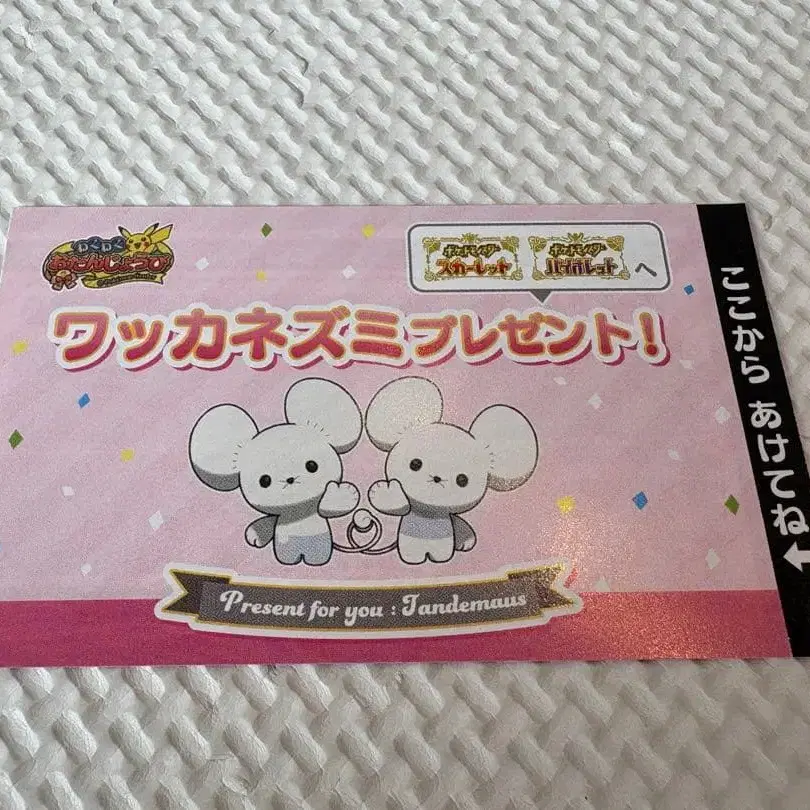 わくわく
おたんじょうび
ポケットモンスター
スカーレット
ポケットモンスター
バイオレット
へ
ワッカネズミプレゼント!
Present for you : Tandemaus
ここから あけてね↓